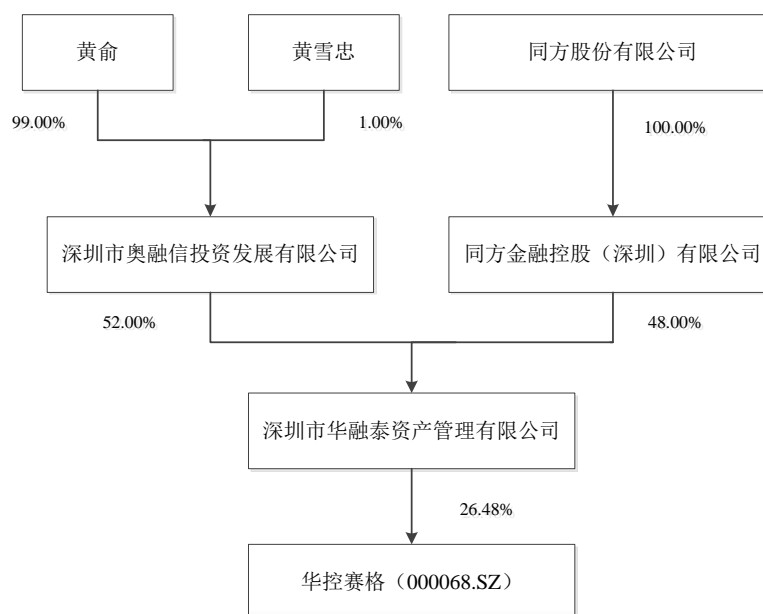 黄俞
黄雪忠
同方股份有限公司
99.00%
1.00%
100.00%
深圳市奥融信投资发展有限公司
同方金融控股（深圳）有限公司
52.00%
48.00%
深圳市华融泰资产管理有限公司
26.48%
华控赛格（000068.SZ）